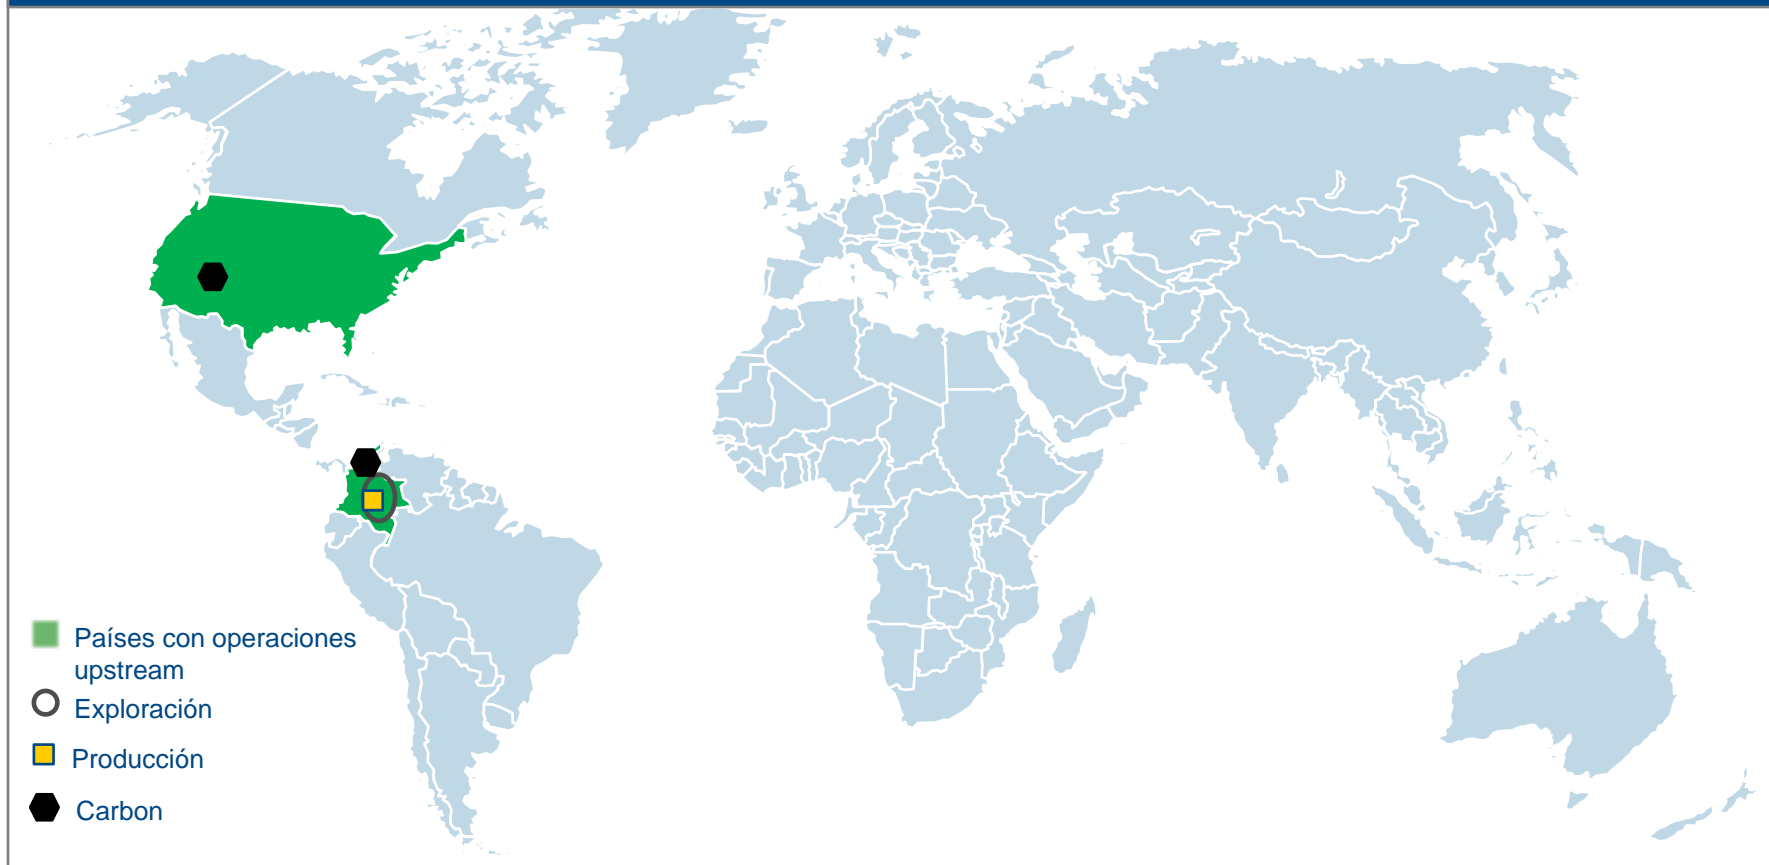 Países con operaciones
upstream
Exploración
Producción
Carbon